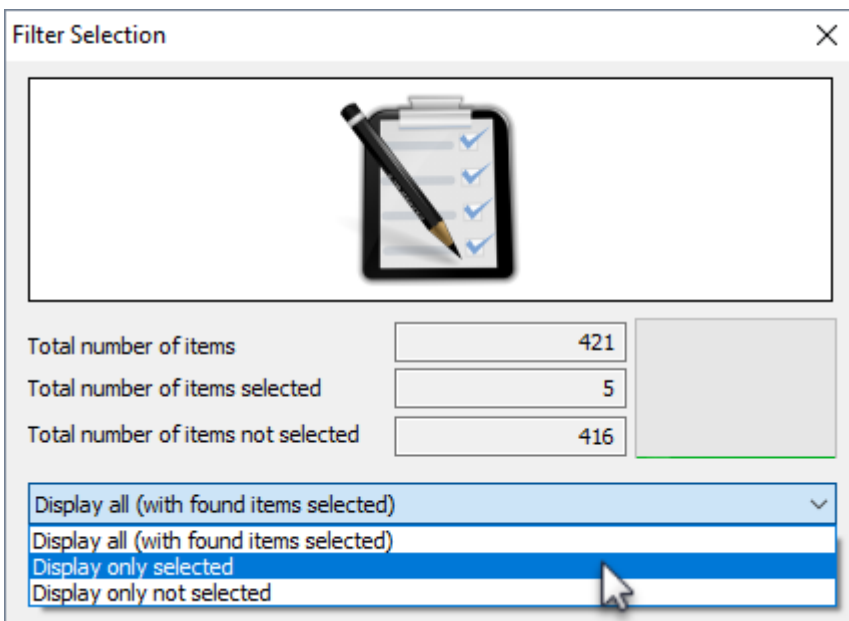 Filter Selection
Total number of items 421
Total number of items selected 5
Total number of items not selected 416
Display all (with found items selected)
Display all (with found items selected)
Display only selected
Display only not selected